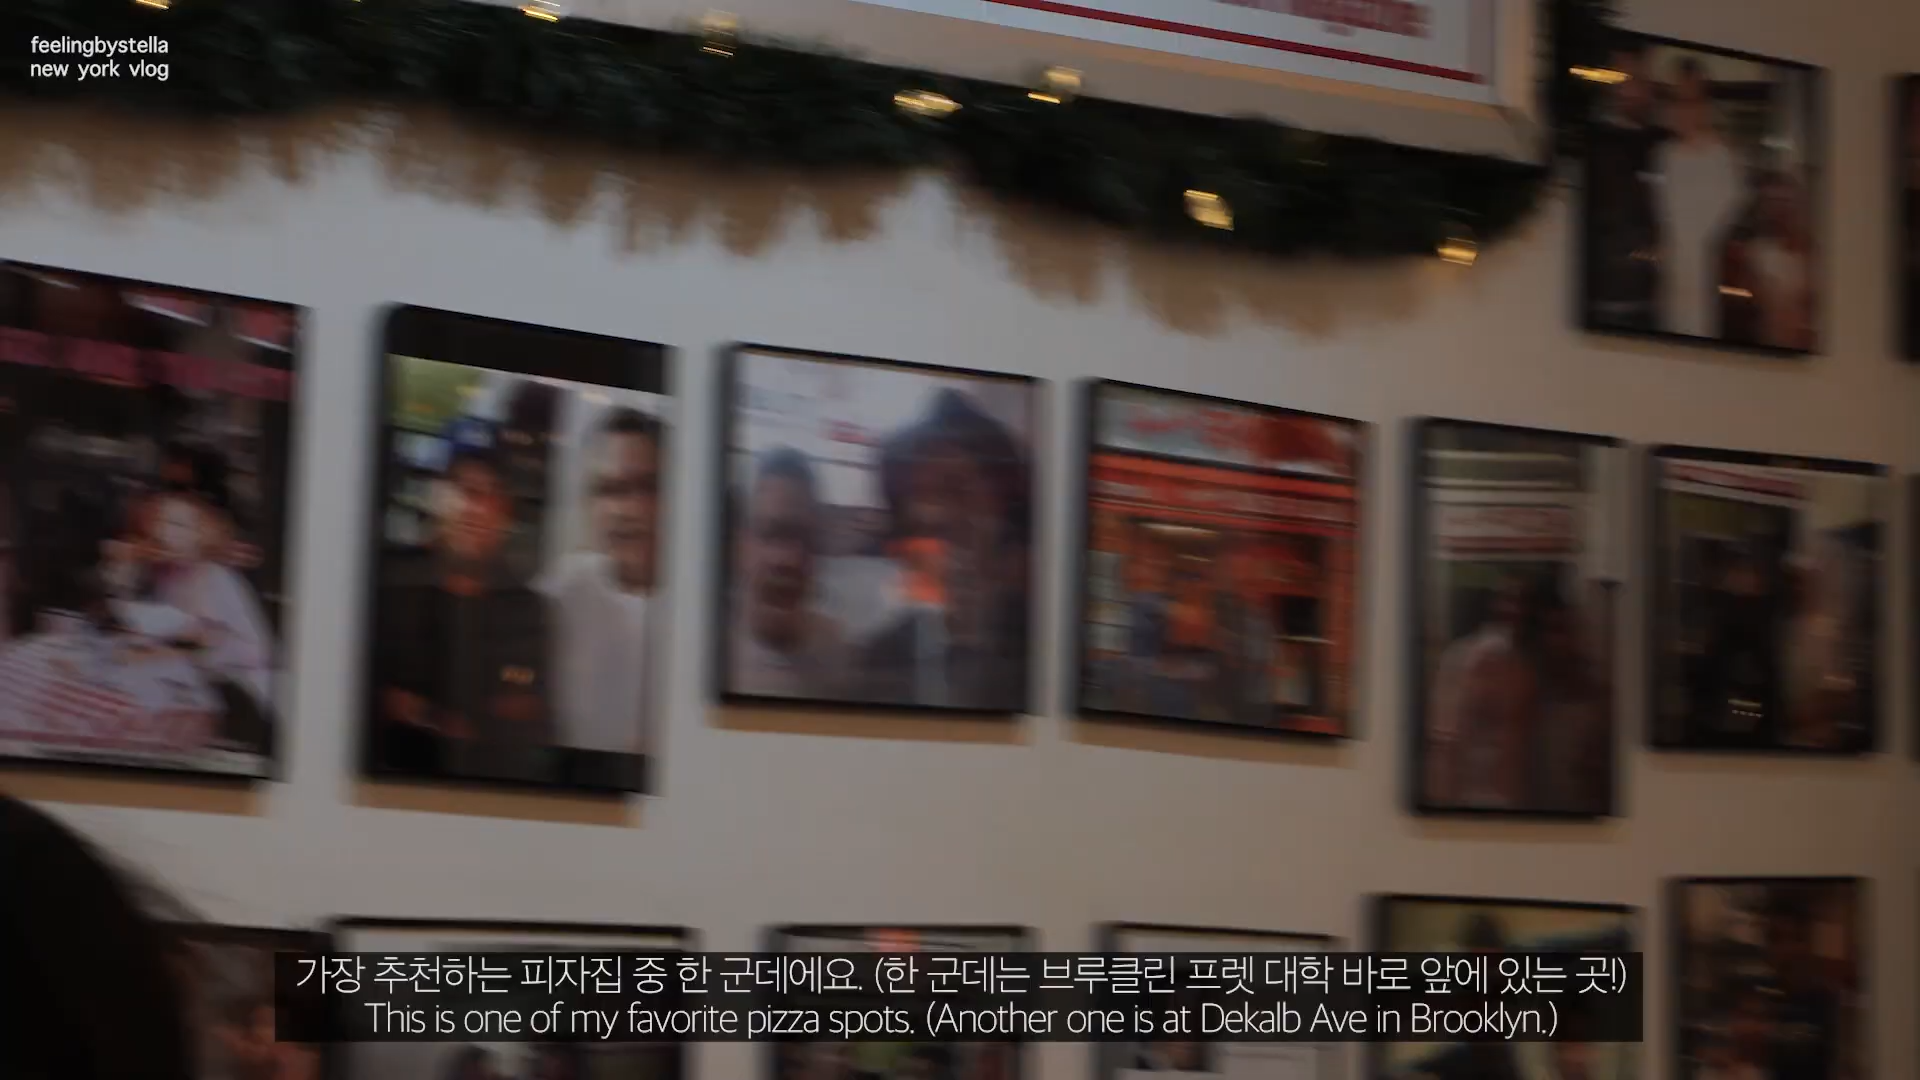 feelingbystella
new york vlog
가장 추천하는 피자집 중 한 군데에요. (한 군데는 브루클린 프렛 대학 바로 앞에 있는 곳!)
This is one of my favorite pizza spots. (Another one is at Dekalb Ave in Brooklyn.)